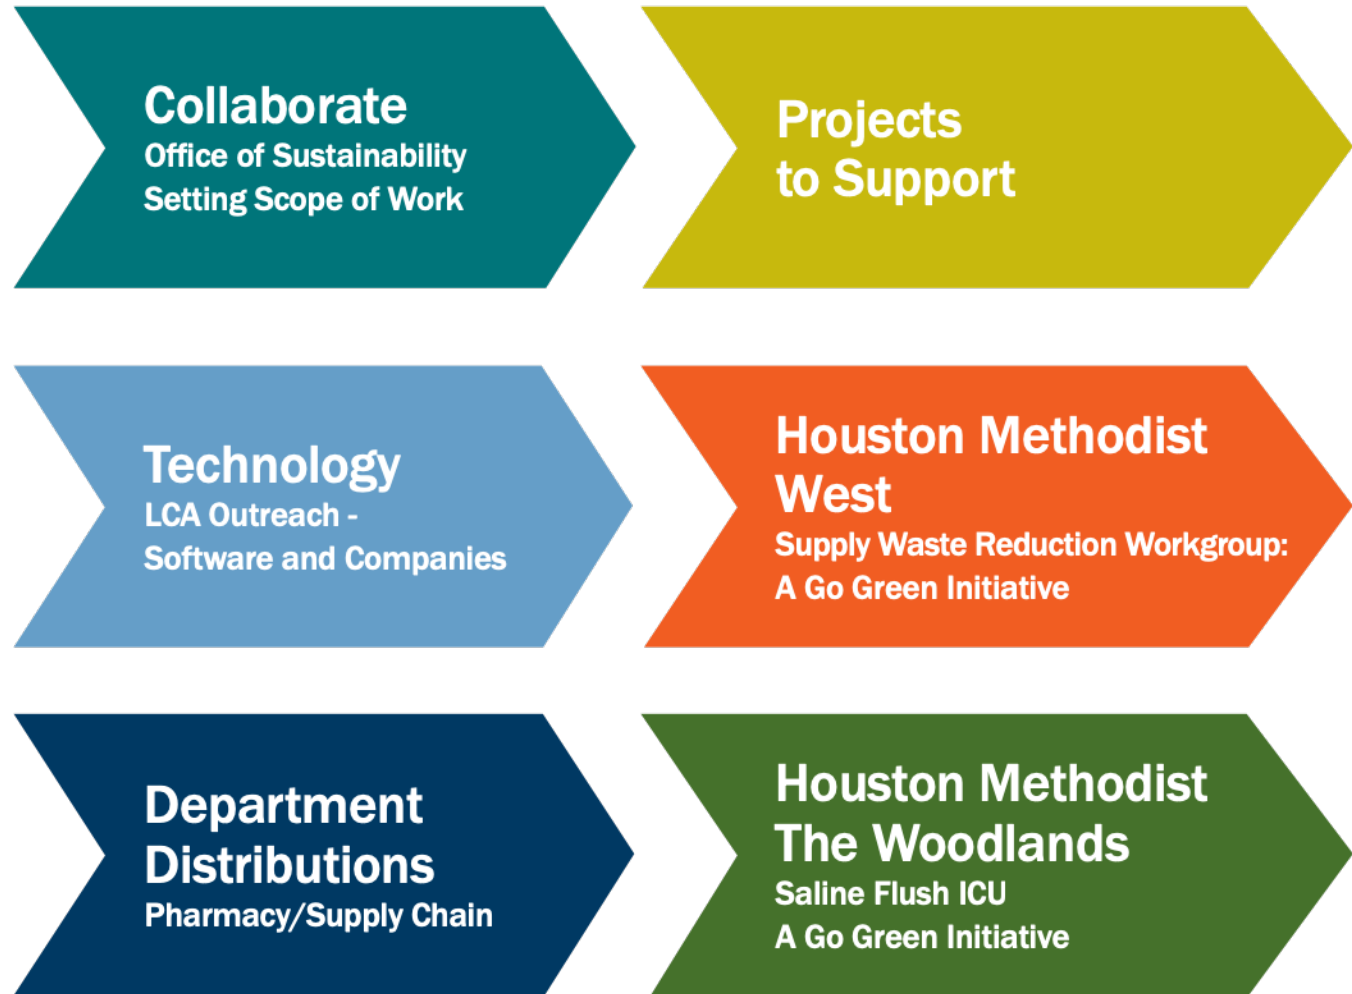 Collaborate
Office of Sustainability
Setting Scope of Work
Projects
to Support
Technology
LCA Outreach -
Software and Companies
Houston Methodist
West
Supply Waste Reduction Workgroup:
A Go Green Initiative
Department
Distributions
Pharmacy/Supply Chain
Houston Methodist
The Woodlands
Saline Flush ICU
A Go Green Initiative